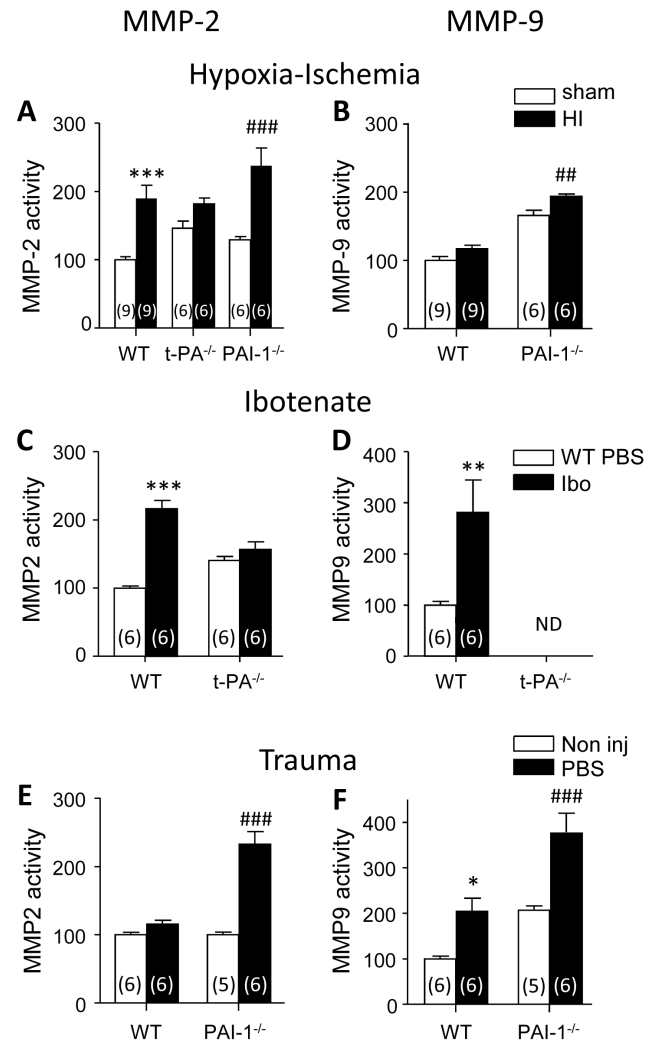 MMP-2 MMP-9
Hypoxia-Ischemia
sham
HI
A
MMP-2 activity
300
200
100
0
*** ###
(9) (9) (6) (6) (6) (6)
WT t-PA-/- PAI-1-/-
B
MMP-9 activity
300
200
100
0
##
(9) (9) (6) (6)
WT PAI-1-/-
Ibotenate
C
MMP2 activity
300
200
100
0
***
(6) (6) (6) (6)
WT t-PA-/-
D
MMP9 activity
400
300
200
100
0
WT PBS
Ibo
**
(6) (6) ND
WT t-PA-/-
Trauma
Non inj
PBS
E
MMP2 activity
300
200
100
0
###
(6) (6) (5) (6)
WT PAI-1-/-
F
MMP9 activity
400
300
200
100
0
* ###
(6) (6) (5) (6)
WT PAI-1-/-